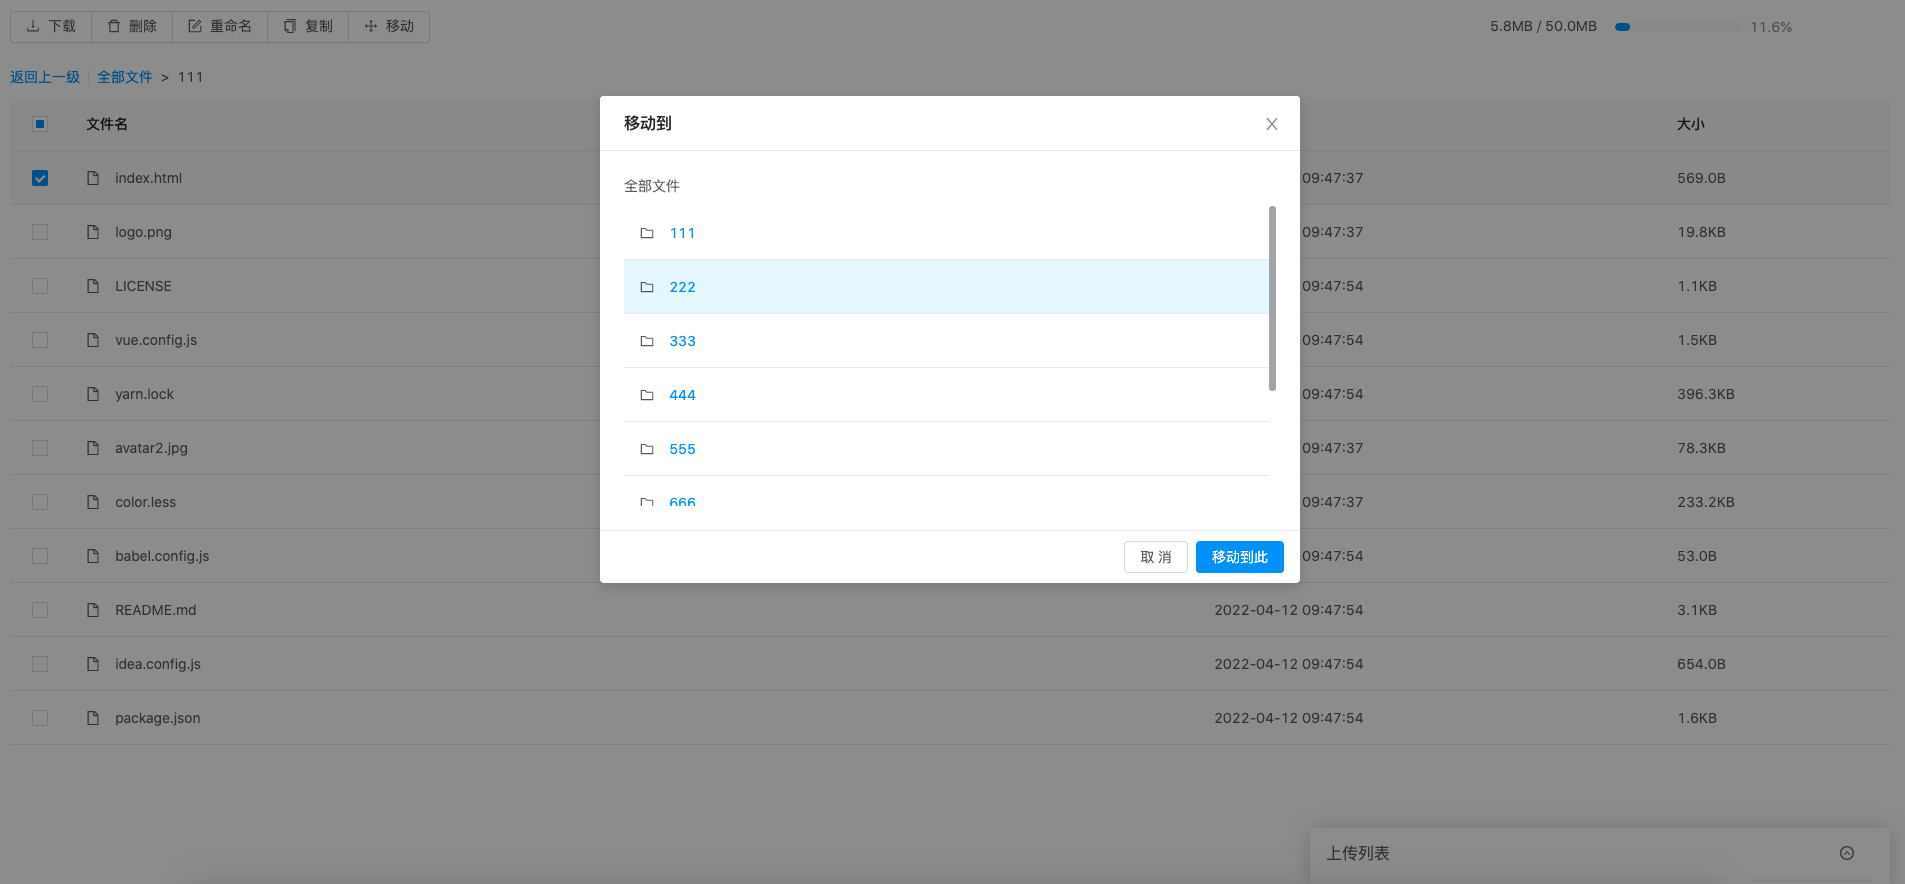 下载 删除 重命名 复制 移动 5.8MB / 50.0MB 11.6%
返回上一级 全部文件 > 111
文件名 大小
index.html 09:47:37 569.0B
logo.png 09:47:37 19.8KB
LICENSE 09:47:54 1.1KB
vue.config.js 09:47:54 1.5KB
yarn.lock 09:47:54 396.3KB
avatar2.jpg 09:47:37 78.3KB
color.less 09:47:37 233.2KB
babel.config.js 09:47:54 53.0B
README.md 2022-04-12 09:47:54 3.1KB
idea.config.js 2022-04-12 09:47:54 654.0B
package.json 2022-04-12 09:47:54 1.6KB
移动到
全部文件
111
222
333
444
555
666
取 消 移动到此
上传列表